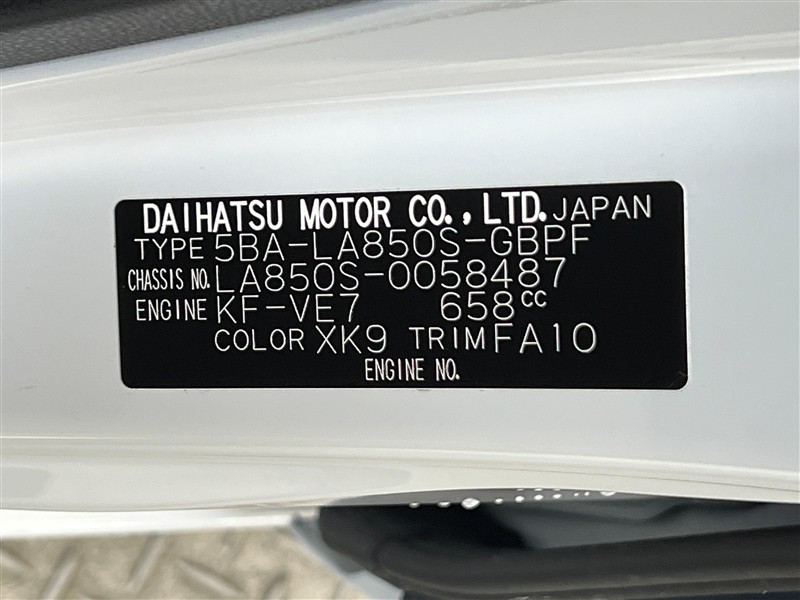 DAIHATSU MOTOR CO., LTD. JAPAN
TYPE 5BA-LA850S-GBPF
CHASSIS NO. LA850S-0058487
ENGINE KF-VE7 658cc
COLOR XK9 TRIM FA10
ENGINE NO.